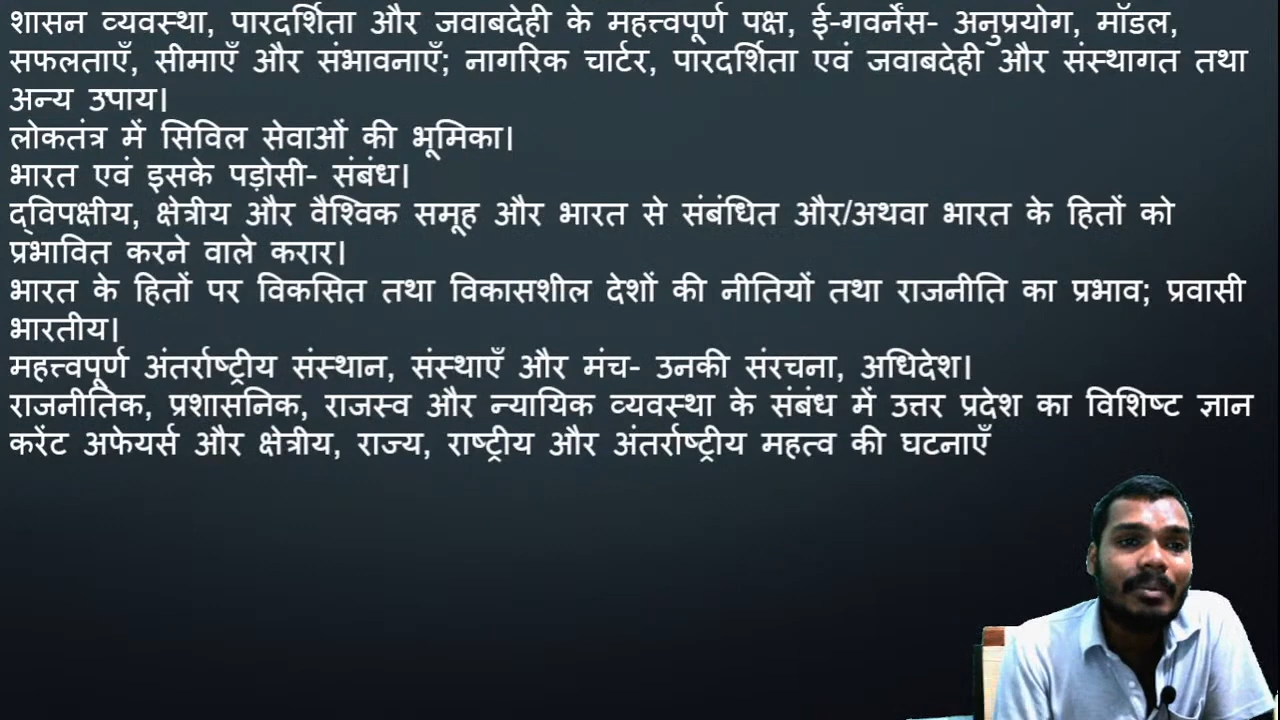 शासन व्यवस्था, पारदर्शिता और जवाबदेही के महत्त्वपूर्ण पक्ष, ई-गवर्नेंस- अनुप्रयोग, मॉडल,
सफलताएँ, सीमाएँ और संभावनाएँ; नागरिक चार्टर, पारदर्शिता एवं जवाबदेही और संस्थागत तथा
अन्य उपाय।
लोकतंत्र में सिविल सेवाओं की भूमिका।
भारत एवं इसके पड़ोसी- संबंध।
द्विपक्षीय, क्षेत्रीय और वैश्विक समूह और भारत से संबंधित और/अथवा भारत के हितों को
प्रभावित करने वाले करार।
भारत के हितों पर विकसित तथा विकासशील देशों की नीतियों तथा राजनीति का प्रभाव; प्रवासी
भारतीय।
महत्त्वपूर्ण अंतर्राष्ट्रीय संस्थान, संस्थाएँ और मंच- उनकी संरचना, अधिदेश।
राजनीतिक, प्रशासनिक, राजस्व और न्यायिक व्यवस्था के संबंध में उत्तर प्रदेश का विशिष्ट ज्ञान
करेंट अफेयर्स और क्षेत्रीय, राज्य, राष्ट्रीय और अंतर्राष्ट्रीय महत्व की घटनाएँ